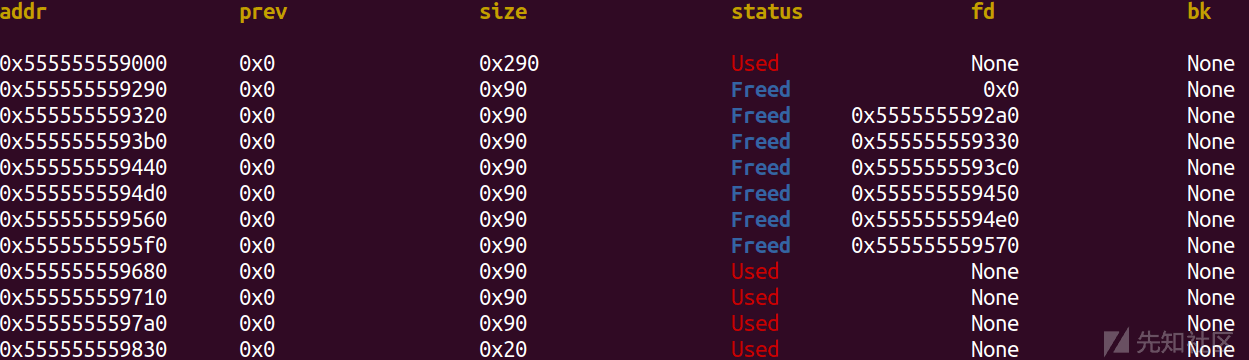 addr prev size status fd bk
0x555555559000 0x0 0x290 Used None None
0x555555559290 0x0 0x90 Freed 0x0 None
0x555555559320 0x0 0x90 Freed 0x5555555592a0 None
0x5555555593b0 0x0 0x90 Freed 0x555555559330 None
0x555555559440 0x0 0x90 Freed 0x5555555593c0 None
0x5555555594d0 0x0 0x90 Freed 0x555555559450 None
0x555555559560 0x0 0x90 Freed 0x5555555594e0 None
0x5555555595f0 0x0 0x90 Freed 0x555555559570 None
0x555555559680 0x0 0x90 Used None None
0x555555559710 0x0 0x90 Used None None
0x5555555597a0 0x0 0x90 Used None None
0x555555559830 0x0 0x20 Used None None
先知社区